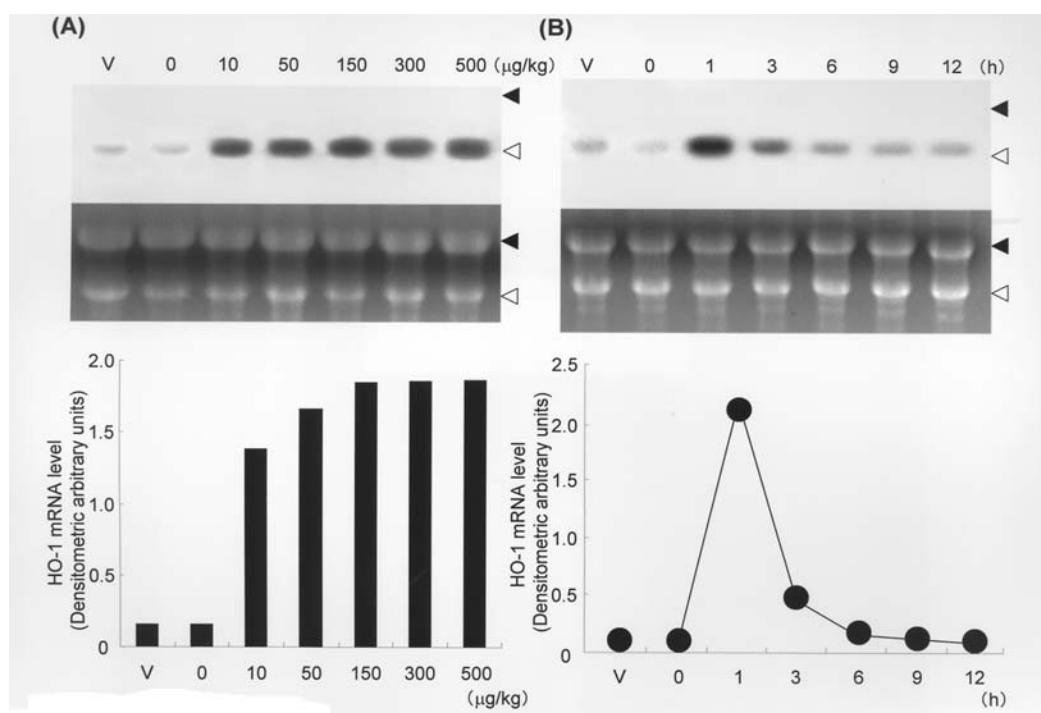 (A)
V 0 10 50 150 300 500 (μg/kg)
HO-1 mRNA level
(Densitometric arbitrary units)
2.0
1.5
1.0
0.5
0
V 0 10 50 150 300 500
(μg/kg)
(B)
V 0 1 3 6 9 12 (h)
HO-1 mRNA level
(Densitometric arbitrary units)
2.5
2.0
2.5
2.0
0.5
0
V 0 1 3 6 9 12
(h)